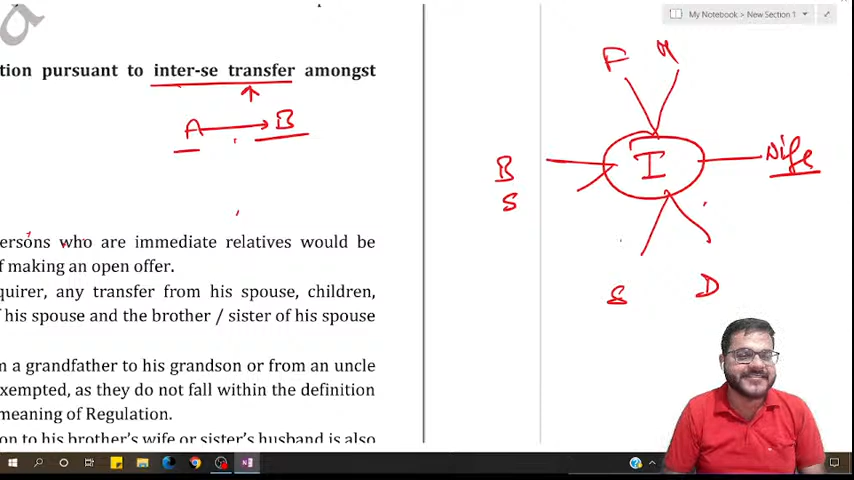 My Notebook > New Section 1
tion pursuant to inter-se transfer amongst
A B
ersons who are immediate relatives would be
f making an open offer.
quirer, any transfer from his spouse, children,
f his spouse and the brother / sister of his spouse
m a grandfather to his grandson or from an uncle
exempted, as they do not fall within the definition
meaning of Regulation.
on to his brother's wife or sister's husband is also
F M
I
Wife
B
S
S D